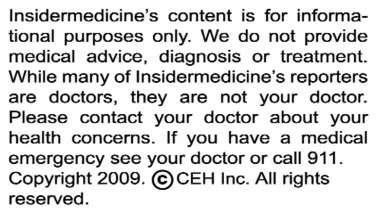 Insidermedicine's content is for informa-
tional purposes only. We do not provide
medical advice, diagnosis or treatment.
While many of Insidermedicine's reporters
are doctors, they are not your doctor.
Please contact your doctor about your
health concerns. If you have a medical
emergency see your doctor or call 911.
Copyright 2009. ©CEH Inc. All rights
reserved.